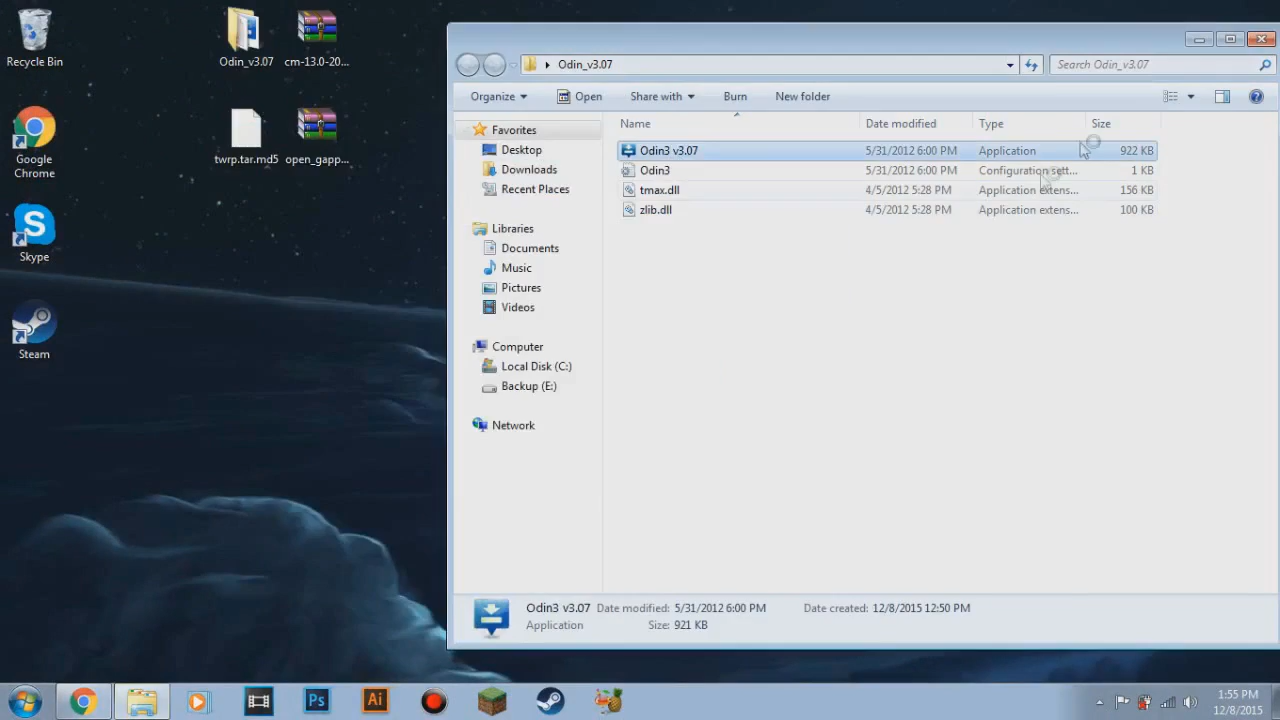 Recycle Bin
Odin_v3.07
cm-13.0-20...
Google
Chrome
twrp.tar.md5
open_gapp...
Skype
Steam
Odin_v3.07
Search Odin_v3.07
Organize
Open
Share with
Burn
New folder
Favorites
Desktop
Downloads
Recent Places
Libraries
Documents
Music
Pictures
Videos
Computer
Local Disk (C:)
Backup (E:)
Network
Name Date modified Type Size
Odin3 v3.07 5/31/2012 6:00 PM Application 922 KB
Odin3 5/31/2012 6:00 PM Configuration sett... 1 KB
tmax.dll 4/5/2012 5:28 PM Application extens... 156 KB
zlib.dll 4/5/2012 5:28 PM Application extens... 100 KB
Odin3 v3.07 Date modified: 5/31/2012 6:00 PM Date created: 12/8/2015 12:50 PM
Application Size: 921 KB
Ps
Ai
1:55 PM
12/8/2015